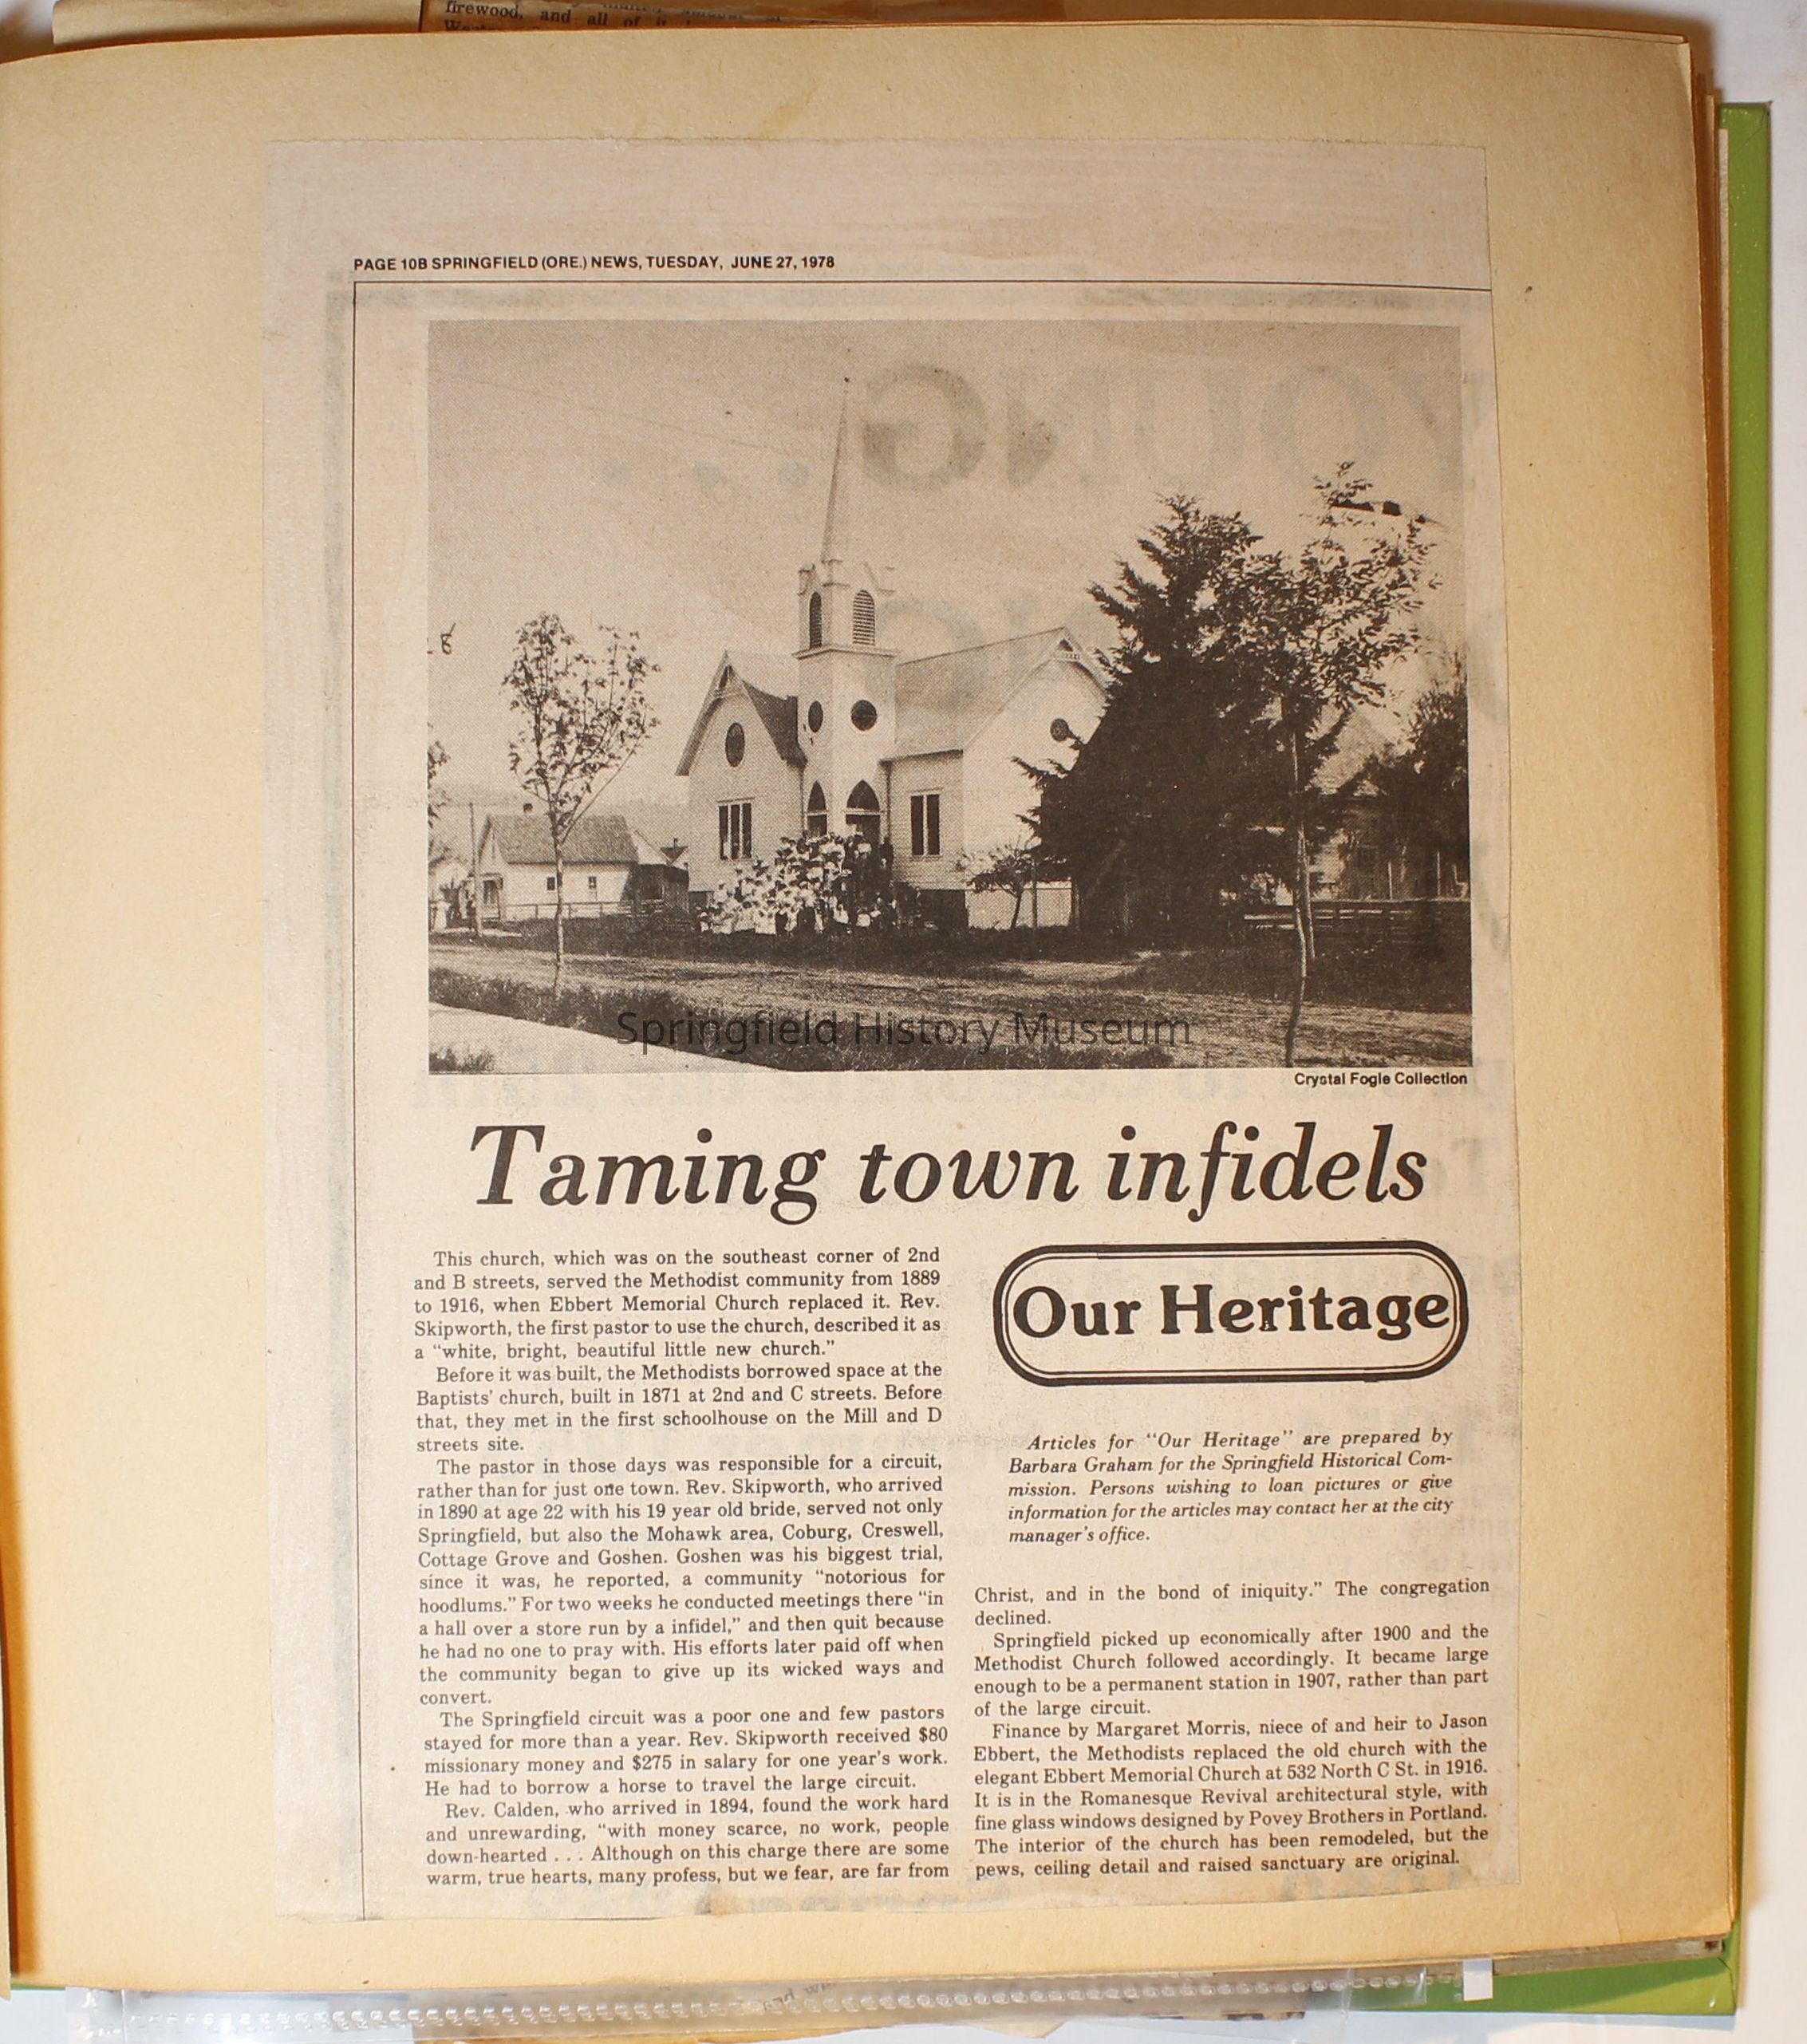 firewood, and all of
PAGE 10B SPRINGFIELD (ORE.) NEWS, TUESDAY, JUNE 27, 1978
Springfield History Museum
Crystal Fogle Collection
Taming town infidels
This church, which was on the southeast corner of 2nd
and B streets, served the Methodist community from 1889
to 1916, when Ebbert Memorial Church replaced it. Rev.
Skipworth, the first pastor to use the church, described it as
a “white, bright, beautiful little new church.”
Before it was built, the Methodists borrowed space at the
Baptists’ church, built in 1871 at 2nd and C streets. Before
that, they met in the first schoolhouse on the Mill and D
streets site.
The pastor in those days was responsible for a circuit,
rather than for just one town. Rev. Skipworth, who arrived
in 1890 at age 22 with his 19 year old bride, served not only
Springfield, but also the Mohawk area, Coburg, Creswell,
Cottage Grove and Goshen. Goshen was his biggest trial,
since it was, he reported, a community “notorious for
hoodlums.” For two weeks he conducted meetings there “in
a hall over a store run by a infidel,” and then quit because
he had no one to pray with. His efforts later paid off when
the community began to give up its wicked ways and
convert.
The Springfield circuit was a poor one and few pastors
stayed for more than a year. Rev. Skipworth received $80
missionary money and $275 in salary for one year’s work.
He had to borrow a horse to travel the large circuit.
Rev. Calden, who arrived in 1894, found the work hard
and unrewarding, “with money scarce, no work, people
down-hearted . . . Although on this charge there are some
warm, true hearts, many profess, but we fear, are far from
Our Heritage
Articles for “Our Heritage” are prepared by
Barbara Graham for the Springfield Historical Com-
mission. Persons wishing to loan pictures or give
information for the articles may contact her at the city
manager’s office.
Christ, and in the bond of iniquity.” The congregation
declined.
Springfield picked up economically after 1900 and the
Methodist Church followed accordingly. It became large
enough to be a permanent station in 1907, rather than part
of the large circuit.
Finance by Margaret Morris, niece of and heir to Jason
Ebbert, the Methodists replaced the old church with the
elegant Ebbert Memorial Church at 532 North C St. in 1916.
It is in the Romanesque Revival architectural style, with
fine glass windows designed by Povey Brothers in Portland.
The interior of the church has been remodeled, but the
pews, ceiling detail and raised sanctuary are original.